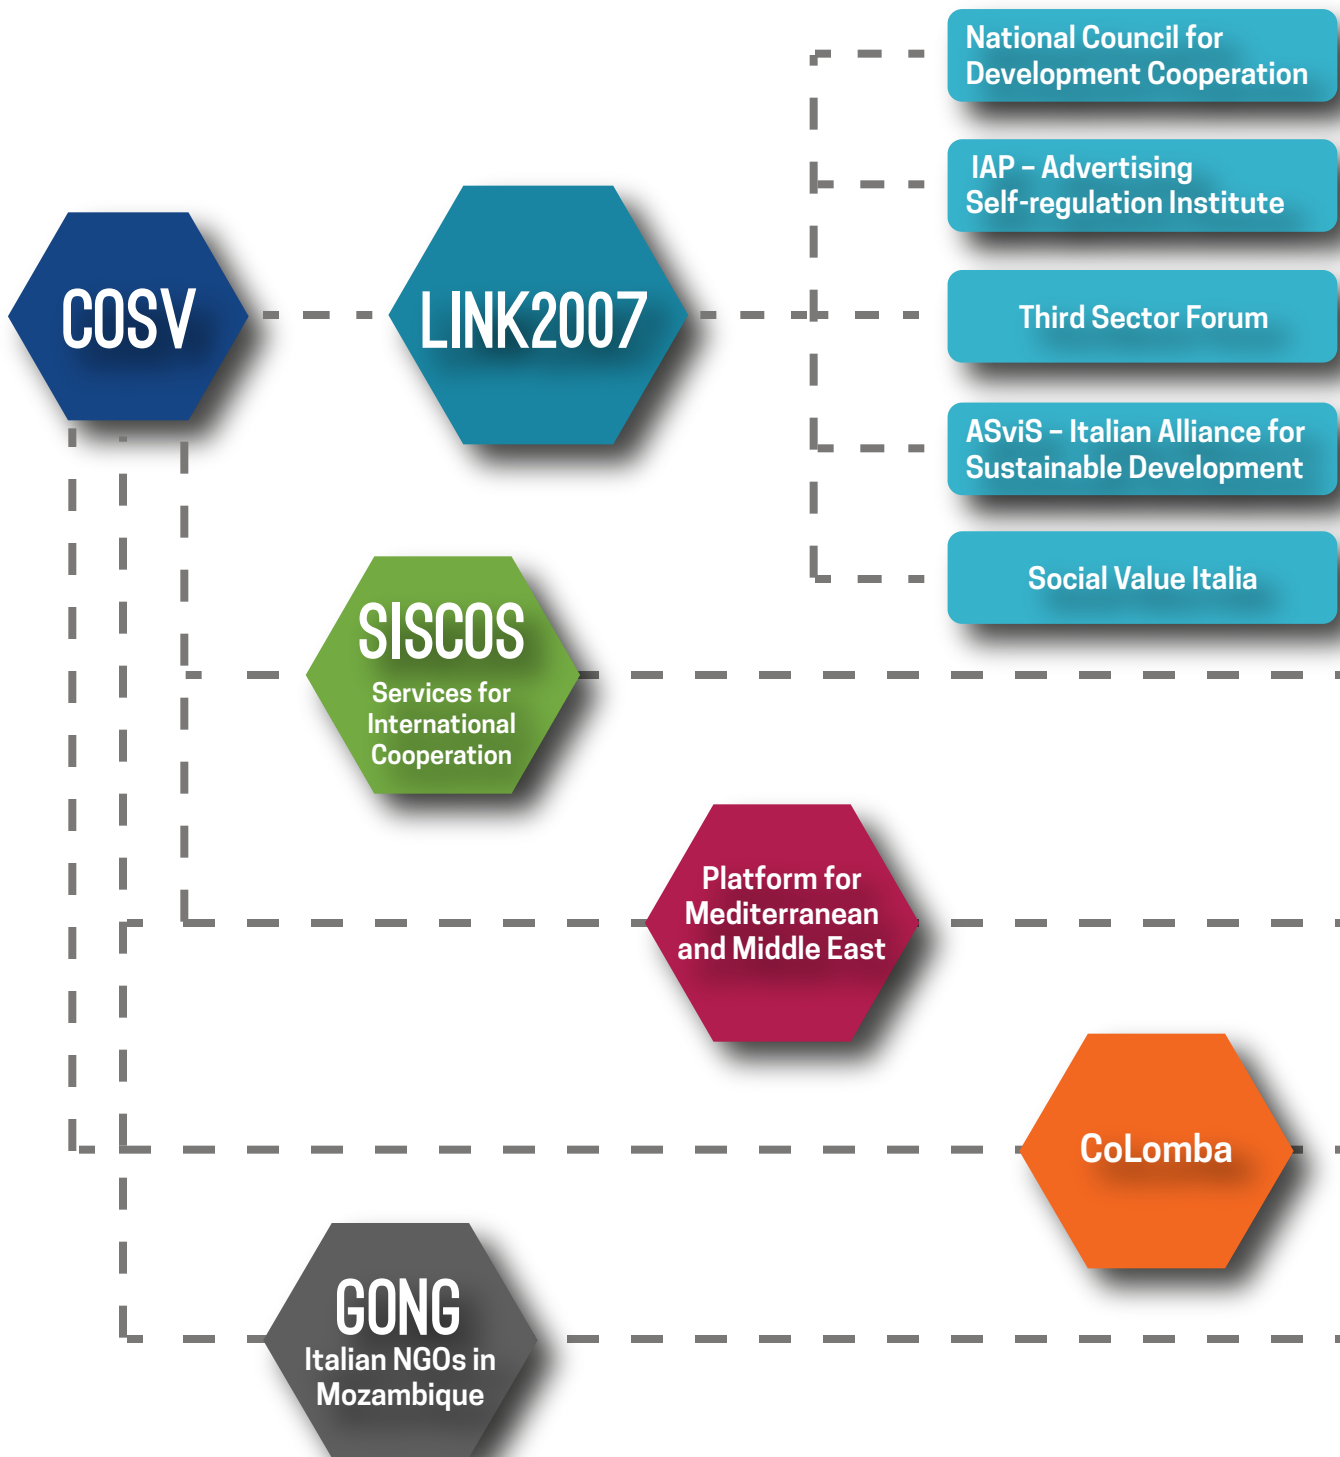 National Council for
Development Cooperation
IAP – Advertising
Self-regulation Institute
COSV
LINK2007
Third Sector Forum
ASviS – Italian Alliance for
Sustainable Development
Social Value Italia
SISCOS
Services for
International
Cooperation
Platform for
Mediterranean
and Middle East
CoLomba
GONG
Italian NGOs in
Mozambique